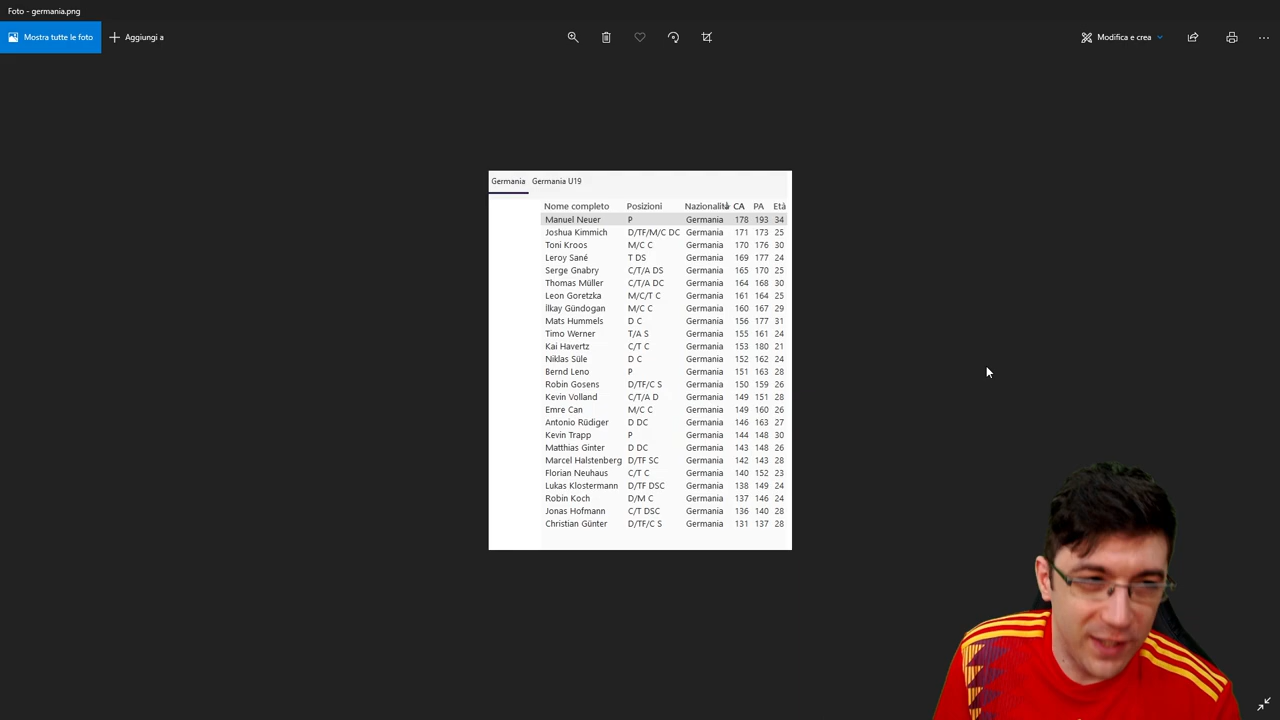 Foto - germania.png
Mostra tutte le foto Aggiungi a Modifica e crea
Germania Germania U19
Nome completo Posizioni Nazionalità CA PA Età
Manuel Neuer P Germania 178 193 34
Joshua Kimmich D/TF/M/C DC Germania 171 173 25
Toni Kroos M/C C Germania 170 176 30
Leroy Sané T DS Germania 169 177 24
Serge Gnabry C/T/A DS Germania 165 170 25
Thomas Müller C/T/A DC Germania 164 168 30
Leon Goretzka M/C/T C Germania 161 164 25
İlkay Gündogan M/C C Germania 160 167 29
Mats Hummels D C Germania 156 177 31
Timo Werner T/A S Germania 155 161 24
Kai Havertz C/T C Germania 153 180 21
Niklas Süle D C Germania 152 162 24
Bernd Leno P Germania 151 163 28
Robin Gosens D/TF/C S Germania 150 159 26
Kevin Volland C/T/A D Germania 149 151 28
Emre Can M/C C Germania 149 160 26
Antonio Rüdiger D DC Germania 146 163 27
Kevin Trapp P Germania 144 148 30
Matthias Ginter D DC Germania 143 148 26
Marcel Halstenberg D/TF SC Germania 142 143 28
Florian Neuhaus C/T C Germania 140 152 23
Lukas Klostermann D/TF DSC Germania 138 149 24
Robin Koch D/M C Germania 137 146 24
Jonas Hofmann C/T DSC Germania 136 140 28
Christian Günter D/TF/C S Germania 131 137 28